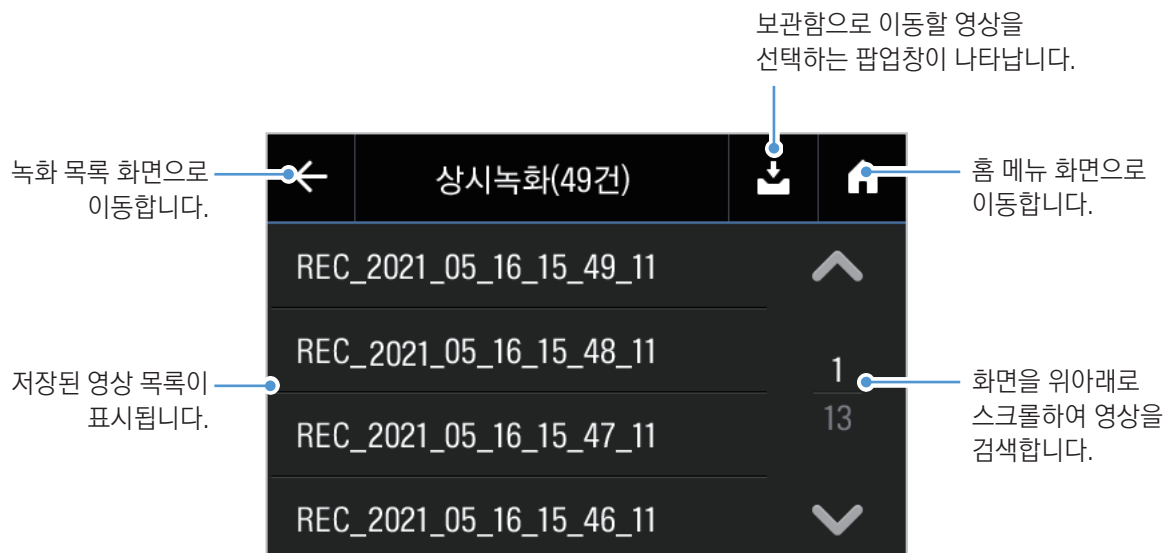 보관함으로 이동할 영상을
선택하는 팝업창이 나타납니다.
녹화 목록 화면으로
이동합니다.
상시녹화(49건)
홈 메뉴 화면으로
이동합니다.
REC_2021_05_16_15_49_11
REC_2021_05_16_15_48_11
저장된 영상 목록이
표시됩니다.
1
13
화면을 위아래로
스크롤하여 영상을
검색합니다.
REC_2021_05_16_15_47_11
REC_2021_05_16_15_46_11